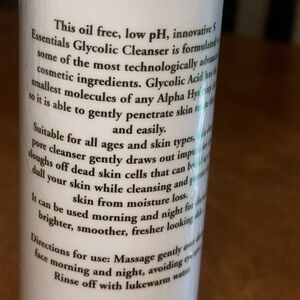 This oil free, low pH, innovative 5
Essentials Glycolic Cleanser is formulated
some of the most technologically advanced
cosmetic ingredients. Glycolic Acid has
smallest molecules of any Alpha Hydroxy
so it is able to gently penetrate skin
and easily.
Suitable for all ages and skin types,
pore cleanser gently draws out
sloughs off dead skin cells that can
dull your skin while cleansing and
skin from moisture loss.
It can be used morning and night for
brighter, smoother, fresher looking
Directions for use: Massage gently over
face morning and night, avoiding
Rinse off with lukewarm water.